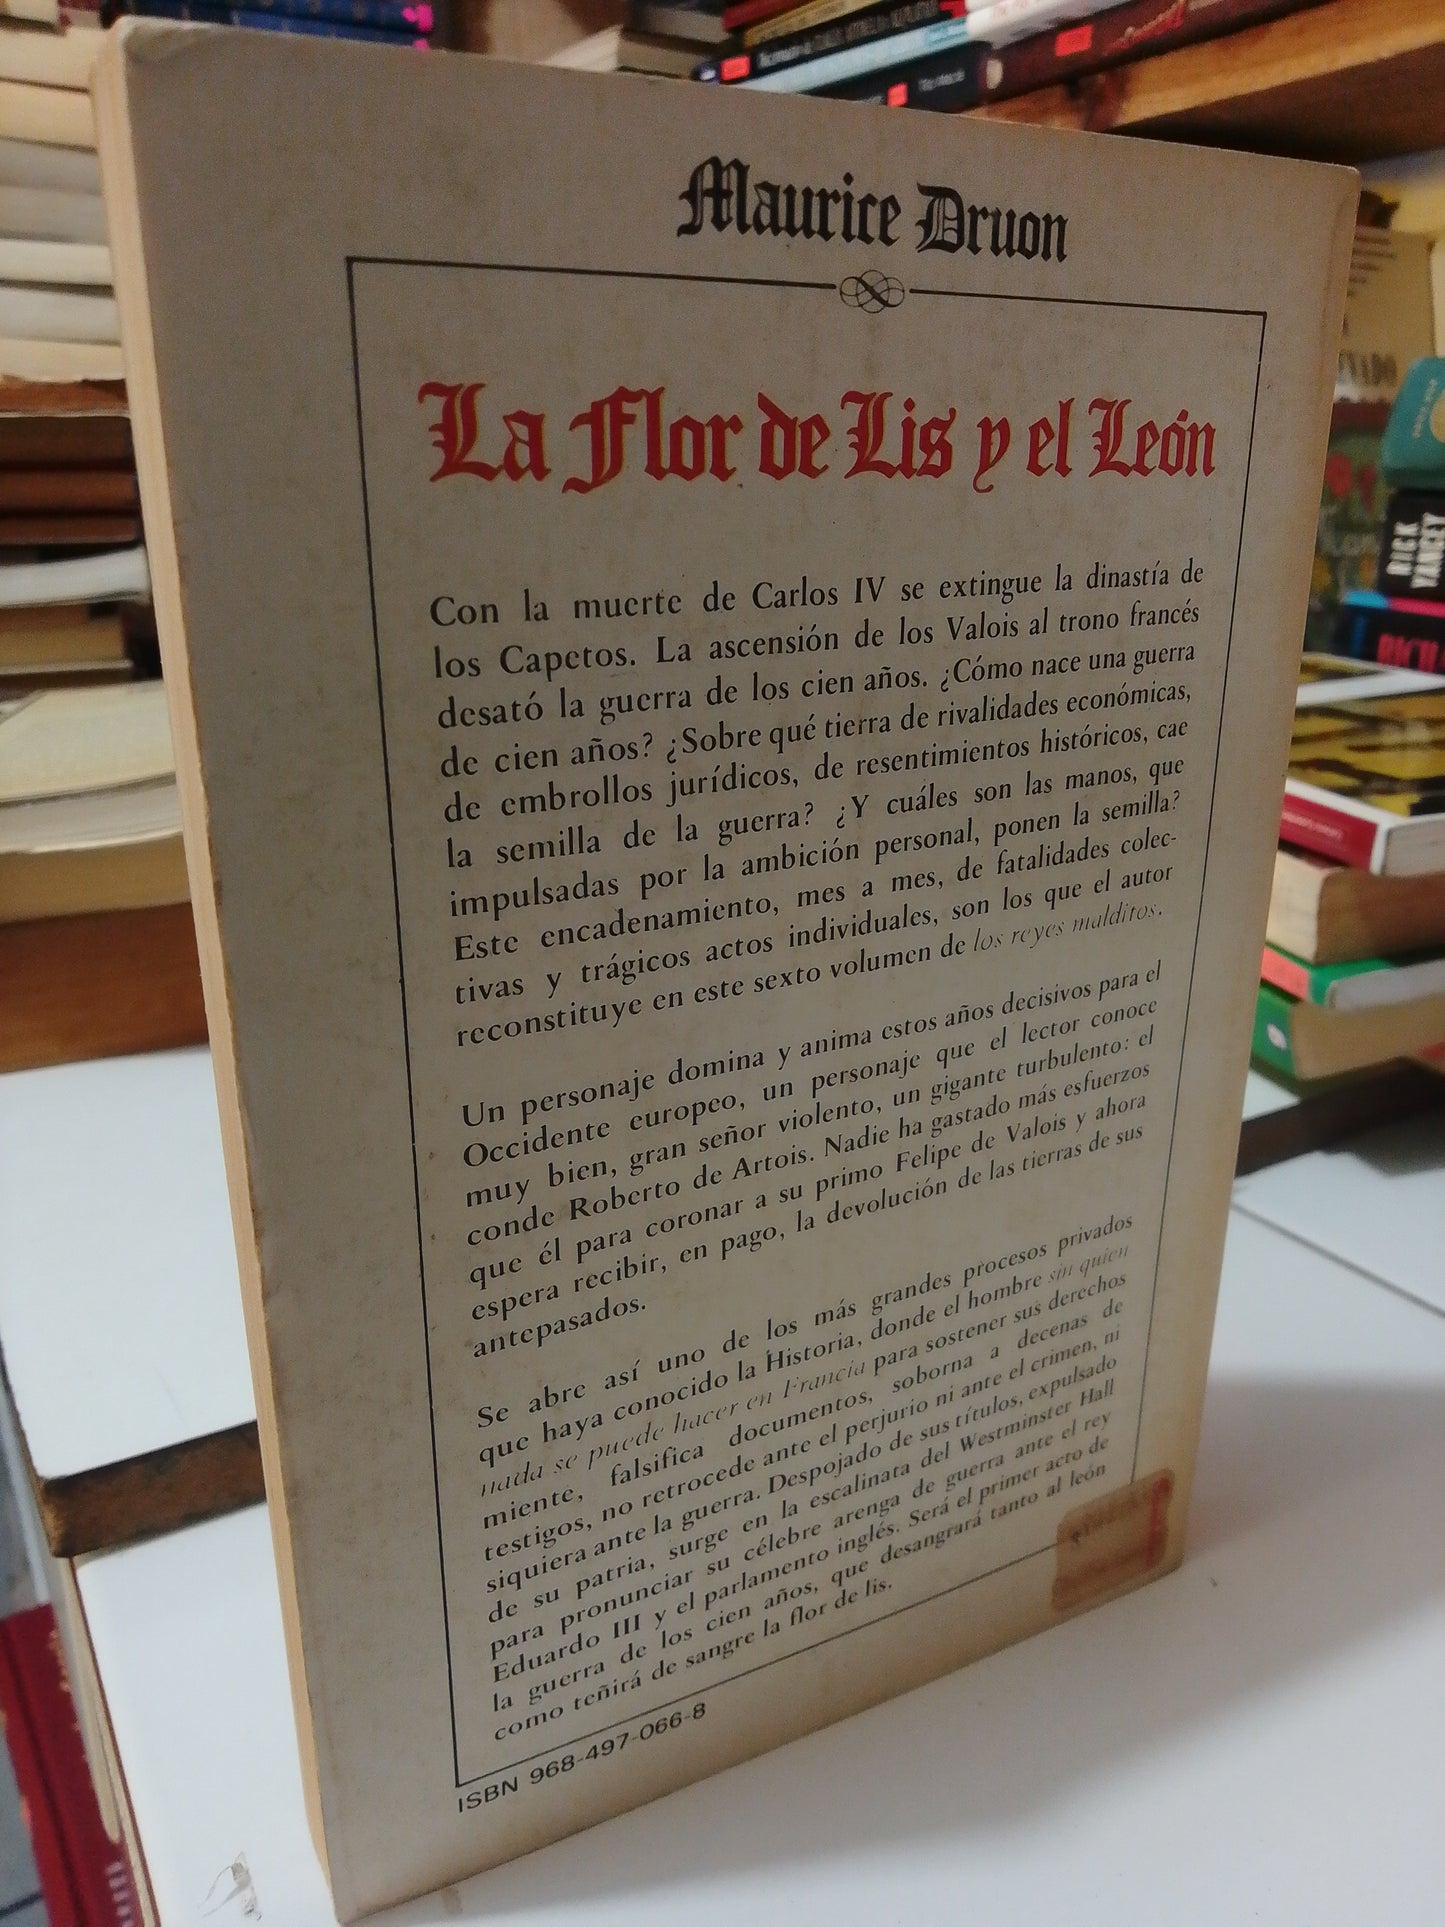 Maurice Druon
La Flor de Lis y el León
Con la muerte de Carlos IV se extingue la dinastía de
los Capetos. La ascensión de los Valois al trono francés
desató la guerra de los cien años. ¿Cómo nace una guerra
de cien años? ¿Sobre qué tierra de rivalidades económicas,
de embrollos jurídicos, de resentimientos históricos, cae
la semilla de la guerra? ¿Y cuáles son las manos, que
impulsadas por la ambición personal, ponen la semilla?
Este encadenamiento, mes a mes, de fatalidades colec-
tivas y trágicos actos individuales, son los que el autor
reconstituye en este sexto volumen de los reyes malditos.
Un personaje domina y anima estos años decisivos para el
Occidente europeo, un personaje que el lector conoce
muy bien, gran señor violento, un gigante turbulento: el
conde Roberto de Artois. Nadie ha gastado más esfuerzos
que él para coronar a su primo Felipe de Valois y ahora
espera recibir, en pago, la devolución de las tierras de sus
antepasados.
Se abre así uno de los más grandes procesos privados
que haya conocido la Historia, donde el hombre sin quien
nada se puede hacer en Francia para sostener sus derechos
miente, falsifica documentos, soborna a decenas de
testigos, no retrocede ante el perjurio ni ante el crimen, ni
siquiera ante la guerra. Despojado de sus títulos, expulsado
de su patria, surge en la escalinata del Westminster Hall
para pronunciar su célebre arenga de guerra ante el rey
Eduardo III y el parlamento inglés. Será el primer acto de
la guerra de los cien años, que desangrará tanto al león
como teñirá de sangre la flor de lis.
ISBN 968-497-066-8
RICK
YANCEY